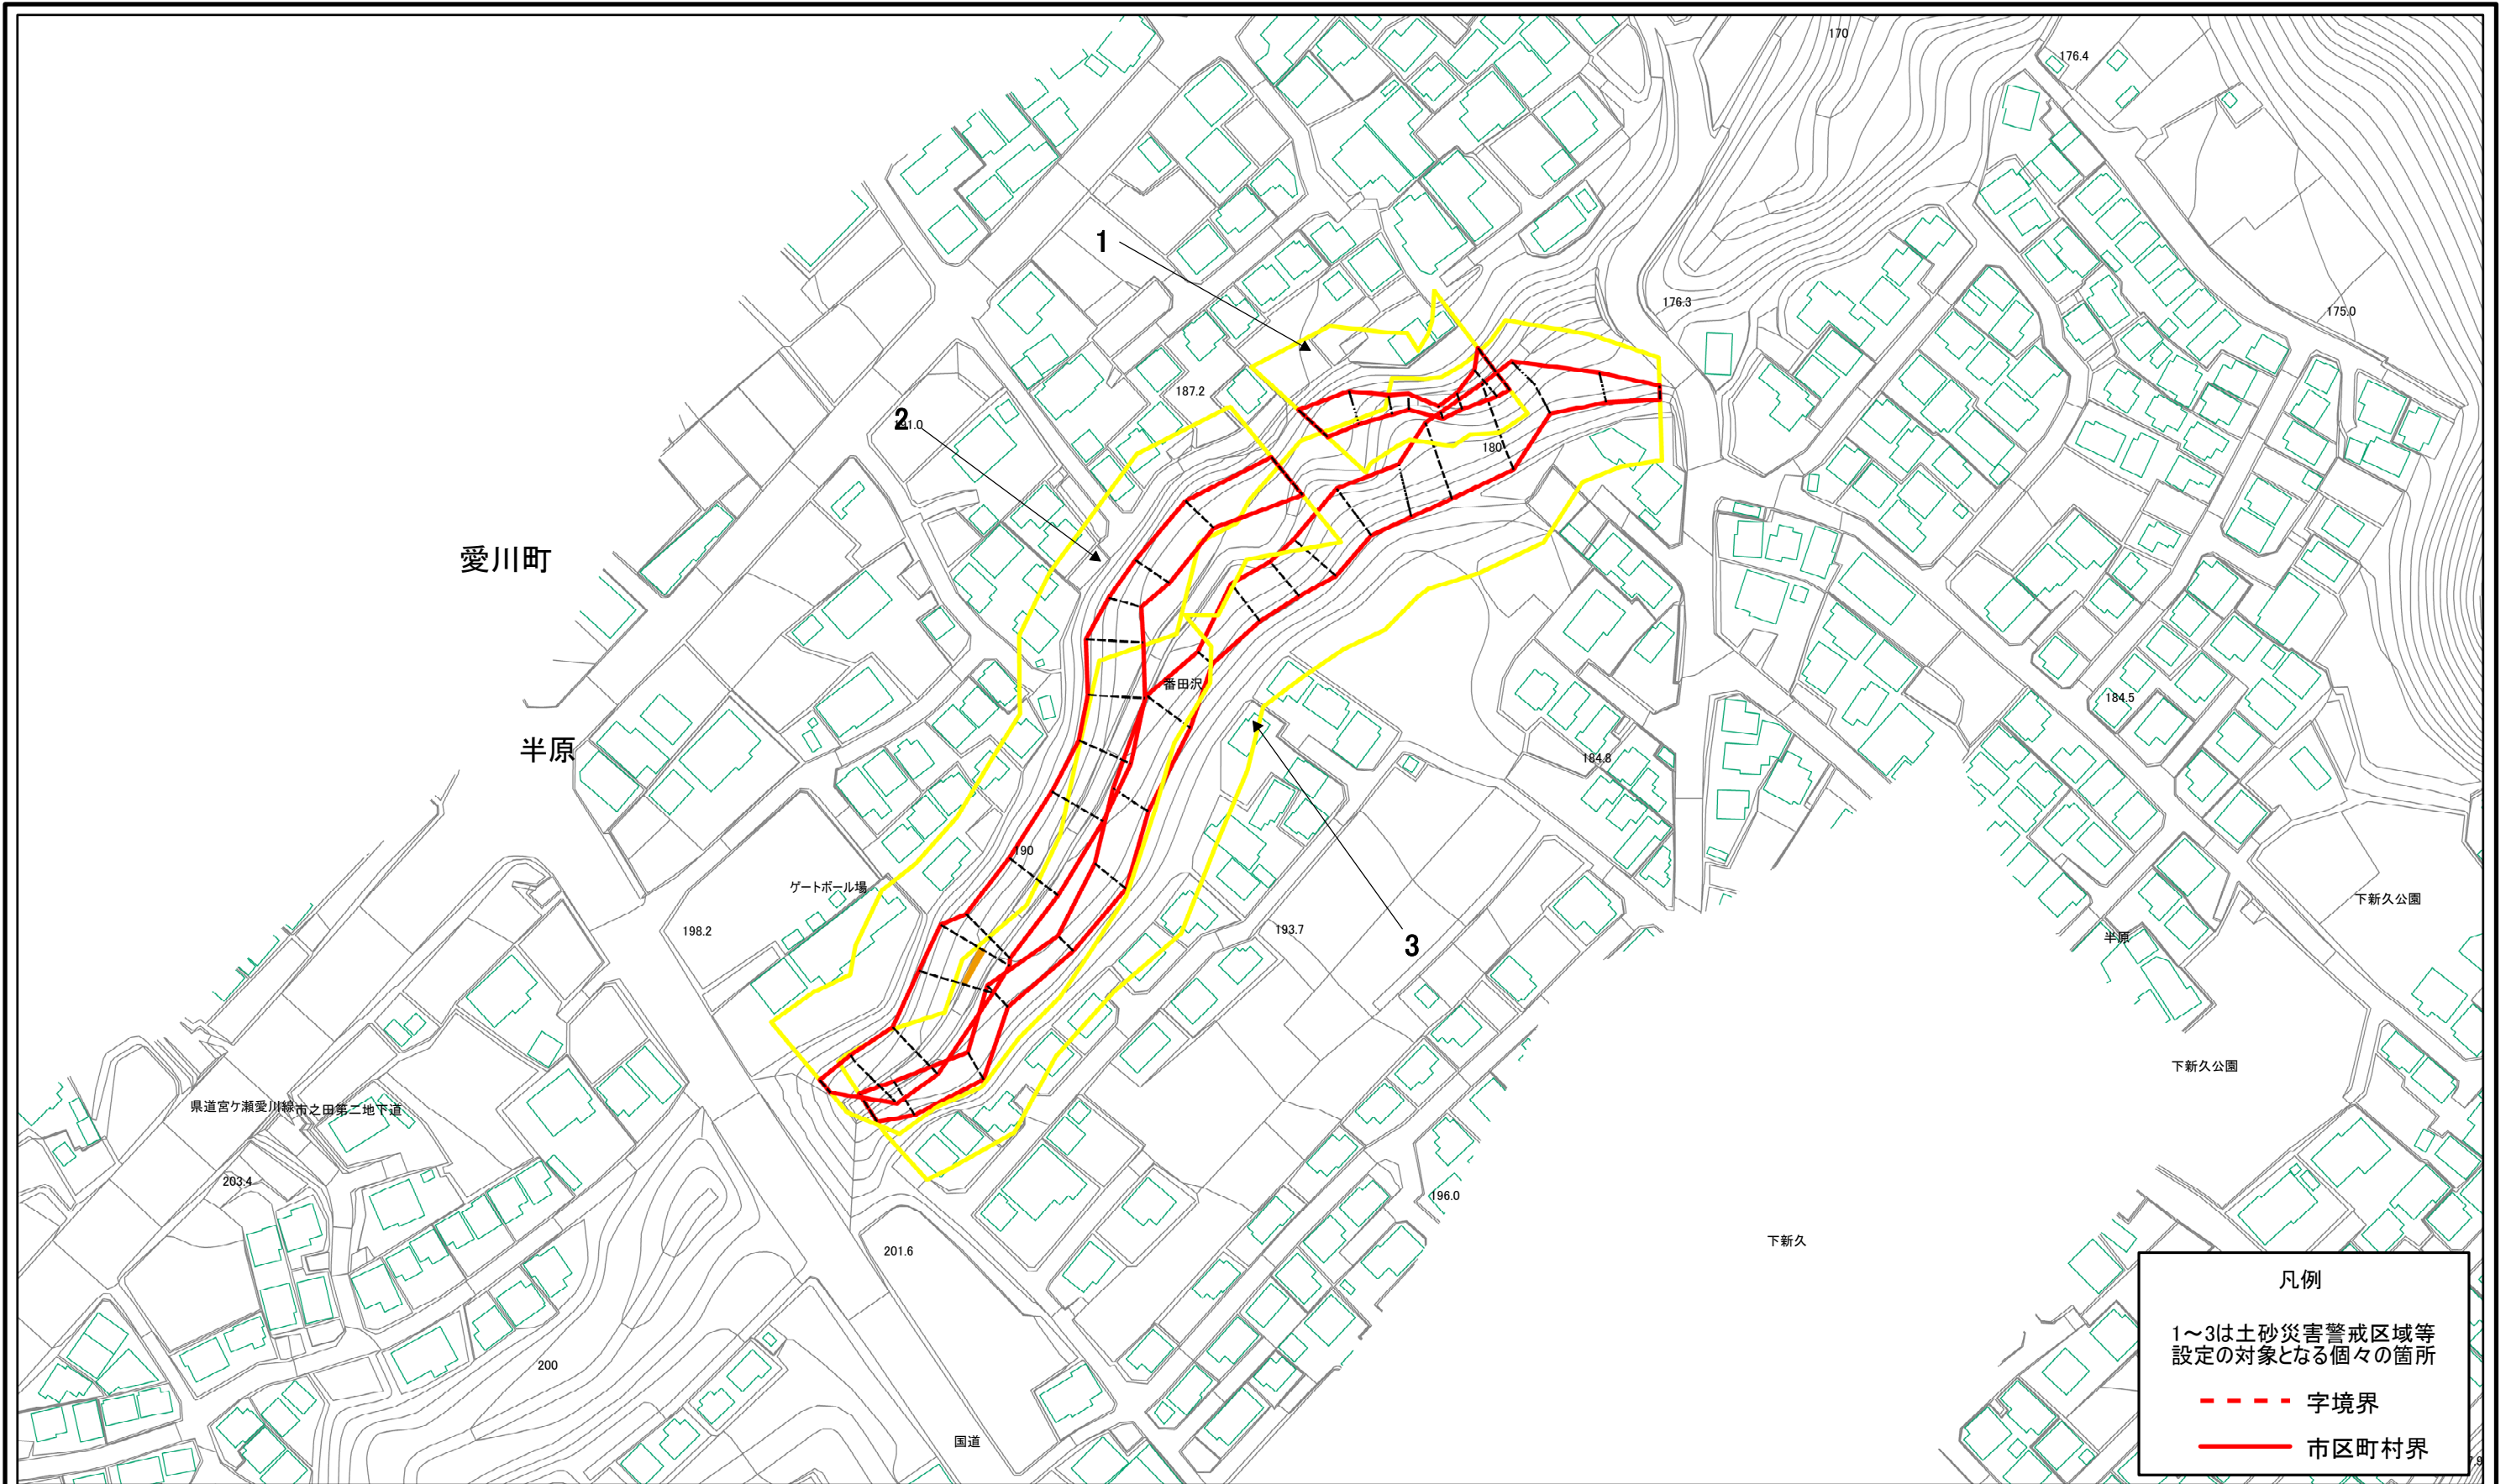 170
176.4
1
176.3
175.0
187.2
2
180
愛川町
番田沢
184.5
半原
184.8
190
ゲートボール場
下新久公園
198.2
193.7
3
半原
下新久公園
県道宮ケ瀬愛川線
市之田第二地下道
203.4
196.0
201.6
下新久
200
国道
凡例
1～3は土砂災害警戒区域等
設定の対象となる個々の箇所
字境界
市区町村界